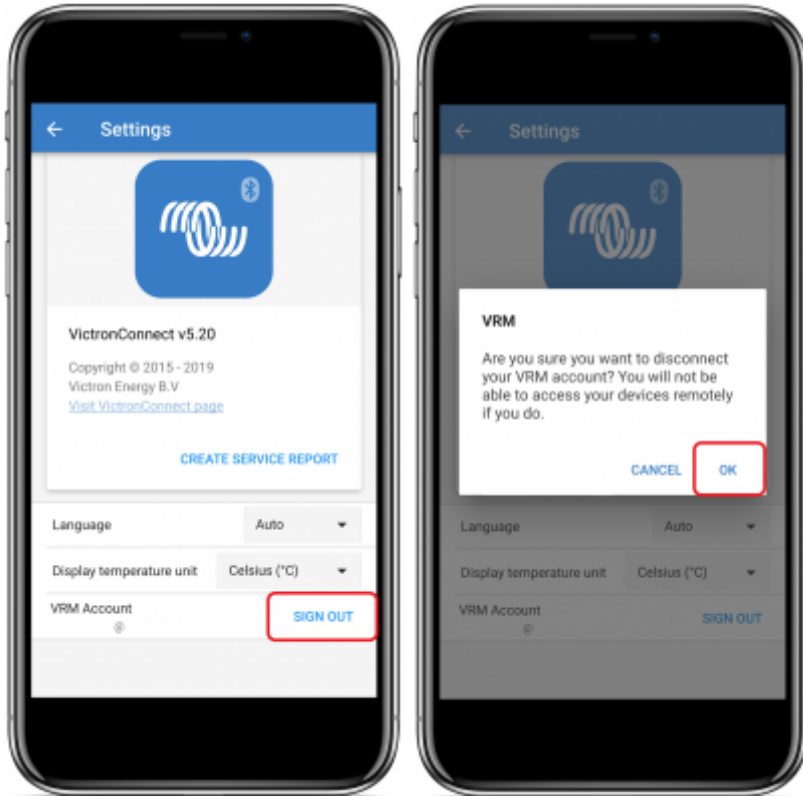 Settings
VictronConnect v5.20
Copyright © 2015 - 2019
Victron Energy B.V
Visit VictronConnect page
CREATE SERVICE REPORT
Language Auto
Display temperature unit Celsius (°C)
VRM Account SIGN OUT
@
Settings
VRM
Are you sure you want to disconnect
your VRM account? You will not be
able to access your devices remotely
if you do.
CANCEL OK
Language Auto
Display temperature unit Celsius (°C)
VRM Account SIGN OUT
@